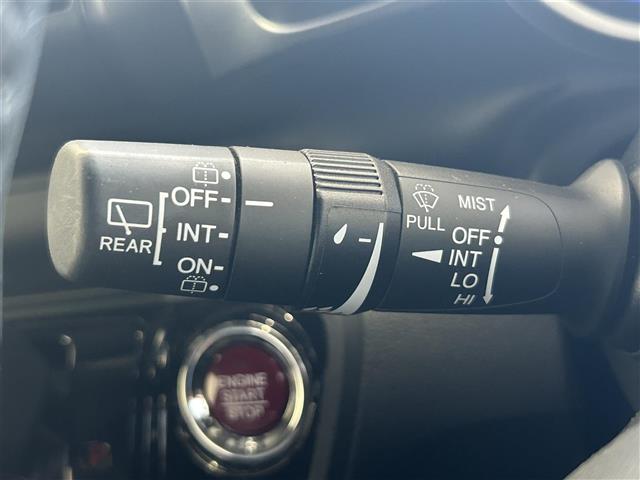 REAR
OFF
INT
ON
PULL
MIST
OFF
INT
LO
HI
ENGINE
START
STOP